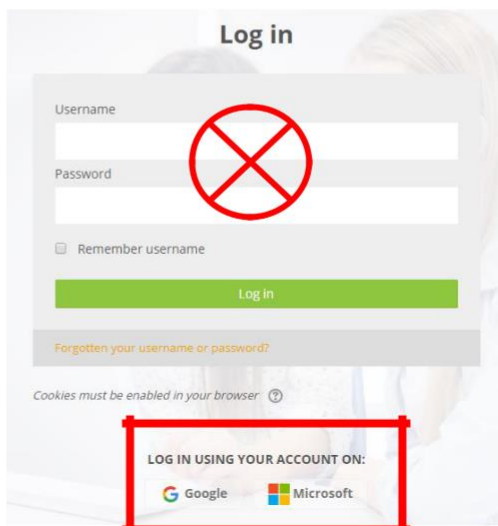 Log in
Username
Password
Remember username
Log in
Forgotten your username or password?
Cookies must be enabled in your browser ?
LOG IN USING YOUR ACCOUNT ON:
G Google Microsoft